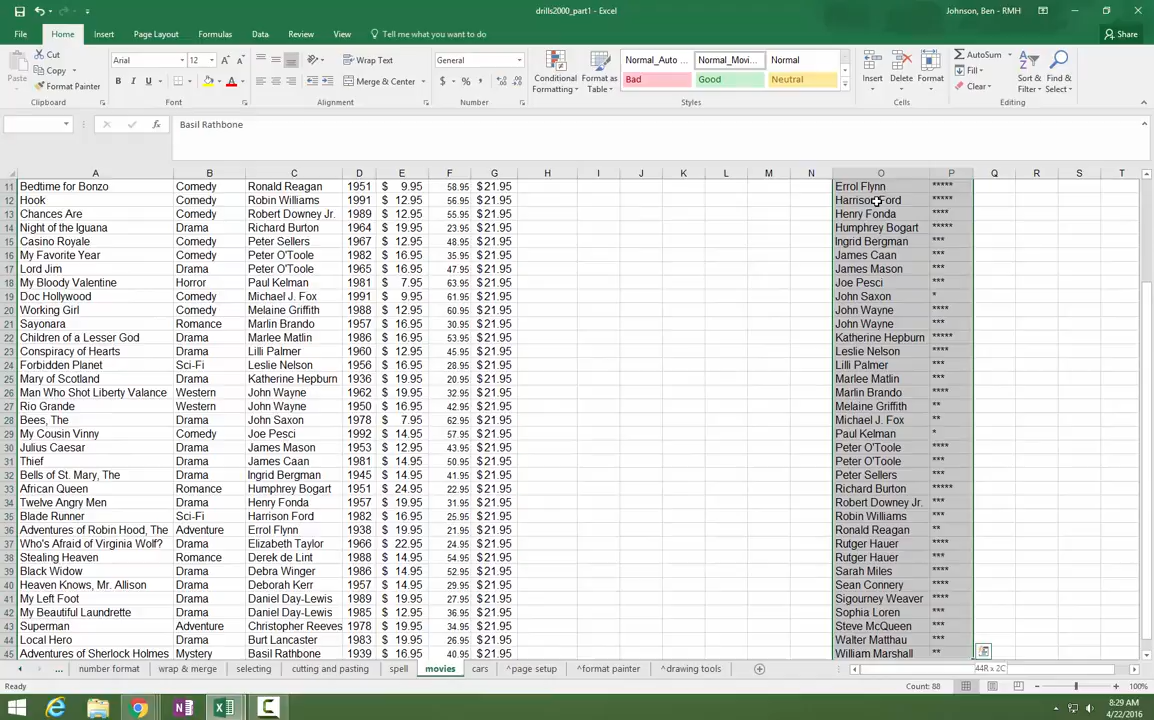 drills2000_part1 - Excel
Johnson, Ben - RMH
File Home Insert Page Layout Formulas Data Review View Tell me what you want to do Share
Cut Copy Format Painter Paste Clipboard
Arial 12 Font
Wrap Text Merge & Center Alignment
General Number
Conditional Formatting Format as Table
Normal_Auto ... Normal_Movi... Normal
Bad Good Neutral
Styles
Insert Delete Format Cells
AutoSum Fill Clear Sort & Filter Find & Select Editing
Basil Rathbone
A B C D E F G H I J K L M N O P Q R S T
11 Bedtime for Bonzo Comedy Ronald Reagan 1951 $ 9.95 58.95 $21.95 Errol Flynn *****
12 Hook Comedy Robin Williams 1991 $ 12.95 56.95 $21.95 Harrison Ford *****
13 Chances Are Comedy Robert Downey Jr. 1989 $ 12.95 55.95 $21.95 Henry Fonda ****
14 Night of the Iguana Drama Richard Burton 1964 $ 19.95 23.95 $21.95 Humphrey Bogart *****
15 Casino Royale Comedy Peter Sellers 1967 $ 12.95 48.95 $21.95 Ingrid Bergman ***
16 My Favorite Year Comedy Peter O'Toole 1982 $ 16.95 35.95 $21.95 James Caan ***
17 Lord Jim Drama Peter O'Toole 1965 $ 16.95 47.95 $21.95 James Mason ***
18 My Bloody Valentine Horror Paul Kelman 1981 $ 7.95 63.95 $21.95 Joe Pesci ***
19 Doc Hollywood Comedy Michael J. Fox 1991 $ 9.95 61.95 $21.95 John Saxon *
20 Working Girl Comedy Melaine Griffith 1988 $ 12.95 60.95 $21.95 John Wayne ****
21 Sayonara Romance Marlin Brando 1957 $ 16.95 30.95 $21.95 John Wayne ***
22 Children of a Lesser God Drama Marlee Matlin 1986 $ 16.95 53.95 $21.95 Katherine Hepburn *****
23 Conspiracy of Hearts Drama Lilli Palmer 1960 $ 12.95 45.95 $21.95 Leslie Nelson ****
24 Forbidden Planet Sci-Fi Leslie Nelson 1956 $ 16.95 28.95 $21.95 Lilli Palmer ***
25 Mary of Scotland Drama Katherine Hepburn 1936 $ 19.95 20.95 $21.95 Marlee Matlin ***
26 Man Who Shot Liberty Valance Western John Wayne 1962 $ 19.95 32.95 $21.95 Marlin Brando ****
27 Rio Grande Western John Wayne 1950 $ 16.95 42.95 $21.95 Melaine Griffith **
28 Bees, The Drama John Saxon 1978 $ 7.95 62.95 $21.95 Michael J. Fox **
29 My Cousin Vinny Comedy Joe Pesci 1992 $ 14.95 57.95 $21.95 Paul Kelman *
30 Julius Caesar Drama James Mason 1953 $ 12.95 43.95 $21.95 Peter O'Toole ****
31 Thief Drama James Caan 1981 $ 14.95 50.95 $21.95 Peter O'Toole ***
32 Bells of St. Mary, The Drama Ingrid Bergman 1945 $ 14.95 41.95 $21.95 Peter Sellers ***
33 African Queen Romance Humphrey Bogart 1951 $ 24.95 22.95 $21.95 Richard Burton *****
34 Twelve Angry Men Drama Henry Fonda 1957 $ 19.95 31.95 $21.95 Robert Downey Jr. ***
35 Blade Runner Sci-Fi Harrison Ford 1982 $ 16.95 25.95 $21.95 Robin Williams ***
36 Adventures of Robin Hood, The Adventure Errol Flynn 1938 $ 19.95 21.95 $21.95 Ronald Reagan **
37 Who's Afraid of Virginia Wolf? Drama Elizabeth Taylor 1966 $ 22.95 24.95 $21.95 Rutger Hauer ****
38 Stealing Heaven Romance Derek de Lint 1988 $ 14.95 54.95 $21.95 Rutger Hauer ***
39 Black Widow Drama Debra Winger 1986 $ 14.95 52.95 $21.95 Sarah Miles ***
40 Heaven Knows, Mr. Allison Drama Deborah Kerr 1957 $ 14.95 29.95 $21.95 Sean Connery ****
41 My Left Foot Drama Daniel Day-Lewis 1989 $ 19.95 27.95 $21.95 Sigourney Weaver ****
42 My Beautiful Laundrette Drama Daniel Day-Lewis 1985 $ 12.95 36.95 $21.95 Sophia Loren ***
43 Superman Adventure Christopher Reeves 1978 $ 14.95 34.95 $21.95 Steve McQueen ***
44 Local Hero Drama Burt Lancaster 1983 $ 19.95 26.95 $21.95 Walter Matthau ***
45 Adventures of Sherlock Holmes Mystery Basil Rathbone 1939 $ 16.95 40.95 $21.95 William Marshall **
44R x 2C
... number format wrap & merge selecting cutting and pasting spell movies cars ^page setup ^format painter ^drawing tools
Ready Count: 88 100%
8:29 AM
4/22/2016